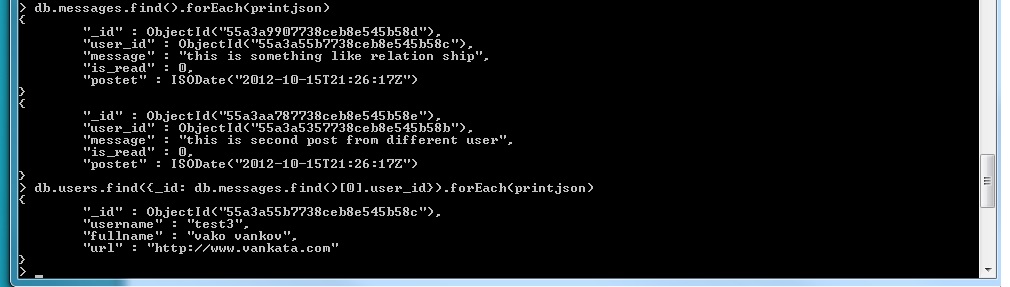 > db.messages.find().forEach(printjson)
{
"_id" : ObjectId("55a3a9907738ceb8e545b58d"),
"user_id" : ObjectId("55a3a55b7738ceb8e545b58c"),
"message" : "this is something like relation ship",
"is_read" : 0,
"postet" : ISODate("2012-10-15T21:26:17Z")
}
{
"_id" : ObjectId("55a3aa787738ceb8e545b58e"),
"user_id" : ObjectId("55a3a5357738ceb8e545b58b"),
"message" : "this is second post from different user",
"is_read" : 0,
"postet" : ISODate("2012-10-15T21:26:17Z")
}
> db.users.find({_id: db.messages.find()[0].user_id}).forEach(printjson)
{
"_id" : ObjectId("55a3a55b7738ceb8e545b58c"),
"username" : "test3",
"fullname" : "vako vankov",
"url" : "http://www.vankata.com"
}
> _